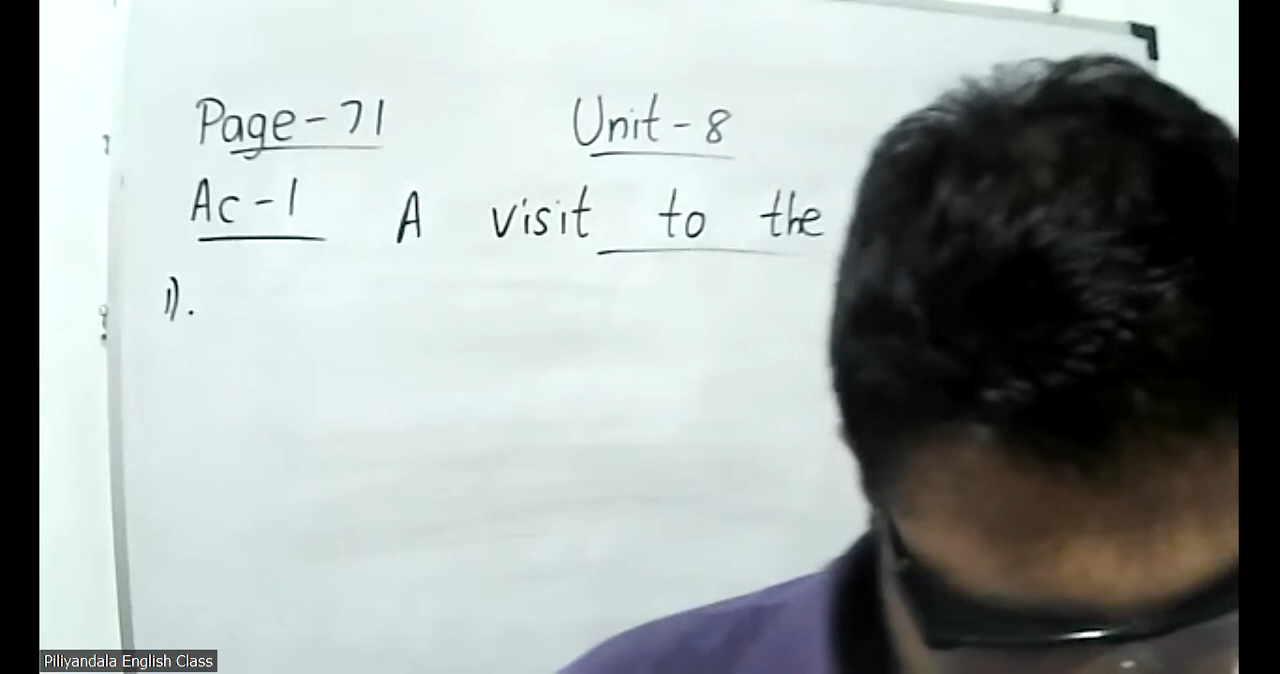 Page-71 Unit-8
Ac-1 A visit to the
1).
Piliyandala English Class